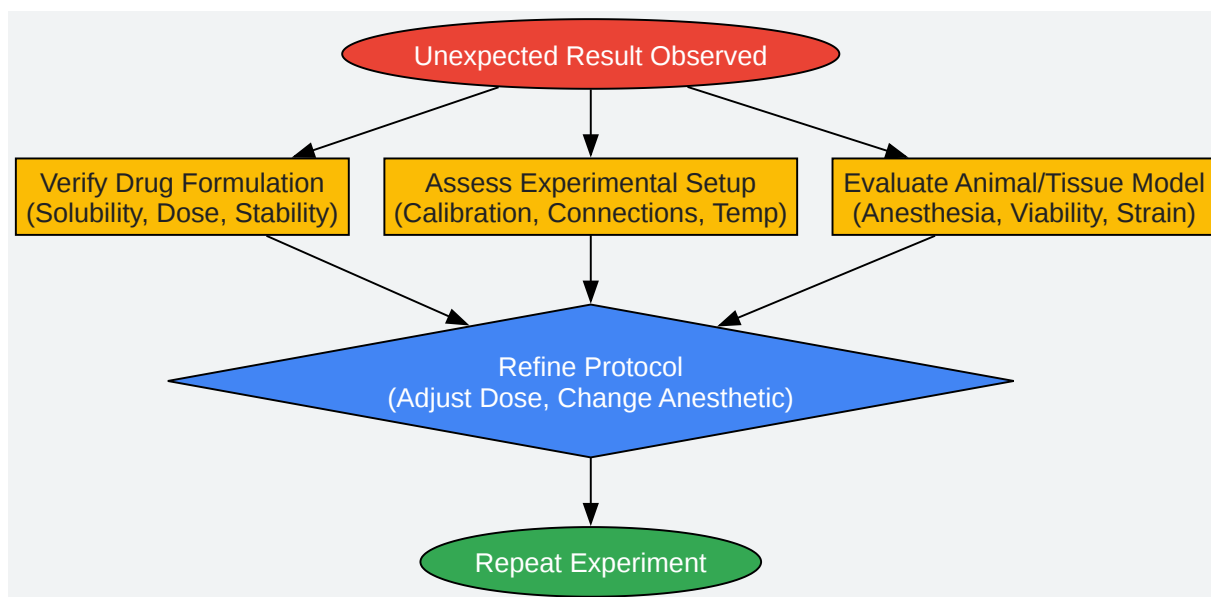 Unexpected Result Observed
Verify Drug Formulation
(Solubility, Dose, Stability)
Assess Experimental Setup
(Calibration, Connections, Temp)
Evaluate Animal/Tissue Model
(Anesthesia, Viability, Strain)
Refine Protocol
(Adjust Dose, Change Anesthetic)
Repeat Experiment